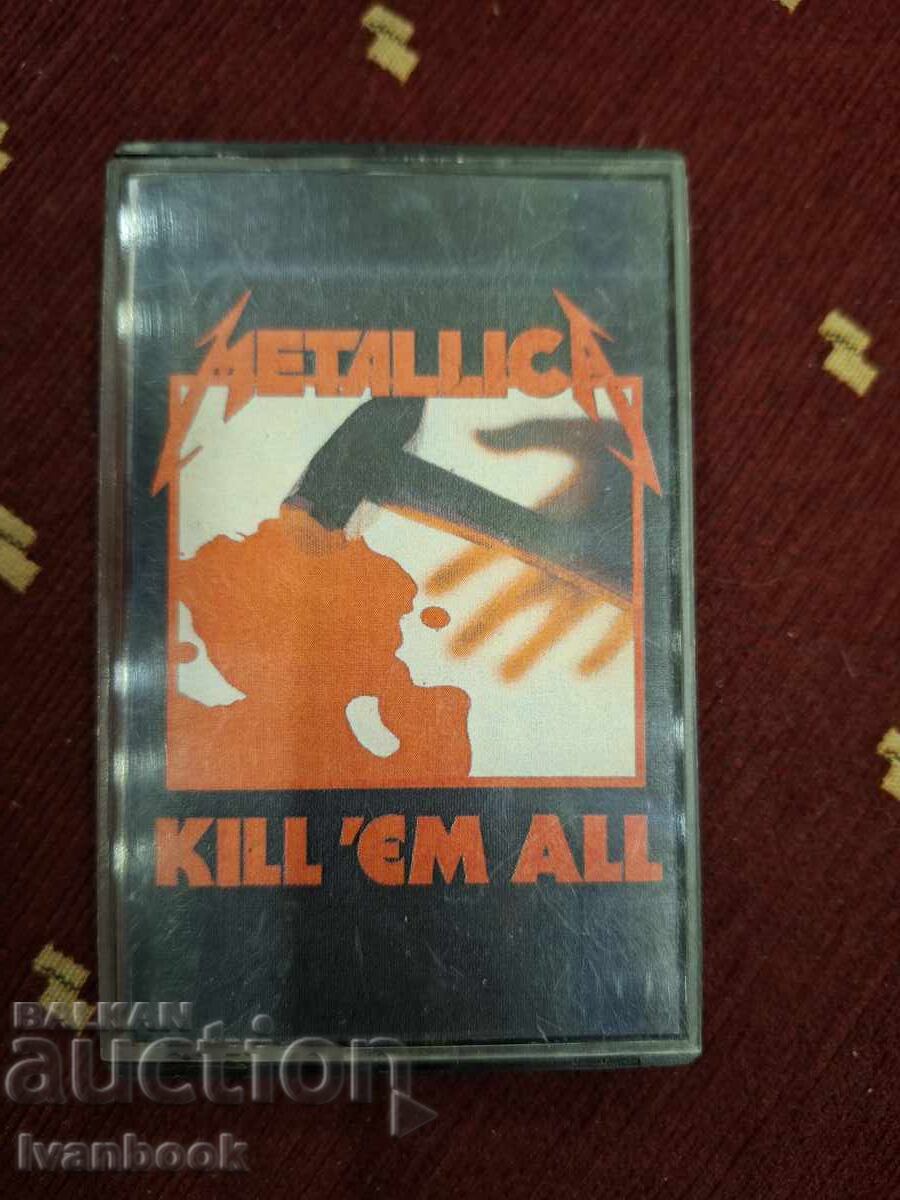 METALLICA
KILL 'EM ALL
BALKAN
auction
Ivanbook